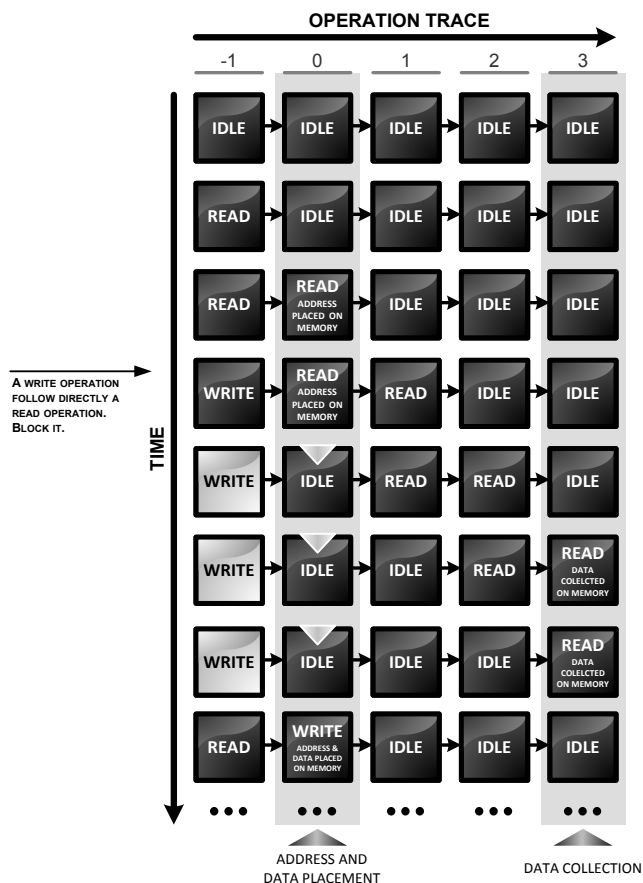 OPERATION TRACE
-1 0 1 2 3
IDLE IDLE IDLE IDLE IDLE
READ IDLE IDLE IDLE IDLE
READ READ IDLE IDLE IDLE
ADDRESS
PLACED ON
MEMORY
WRITE READ READ IDLE IDLE
ADDRESS
PLACED ON
MEMORY
A WRITE OPERATION
FOLLOW DIRECTLY A
READ OPERATION.
BLOCK IT.
TIME
WRITE IDLE READ READ IDLE
WRITE IDLE IDLE READ READ
DATA
COLELCTED
ON MEMORY
WRITE IDLE IDLE IDLE READ
DATA
COLELCTED
ON MEMORY
READ WRITE IDLE IDLE IDLE
ADDRESS &
DATA PLACED
ON MEMORY
••• ••• ••• ••• •••
ADDRESS AND
DATA PLACEMENT
DATA COLLECTION